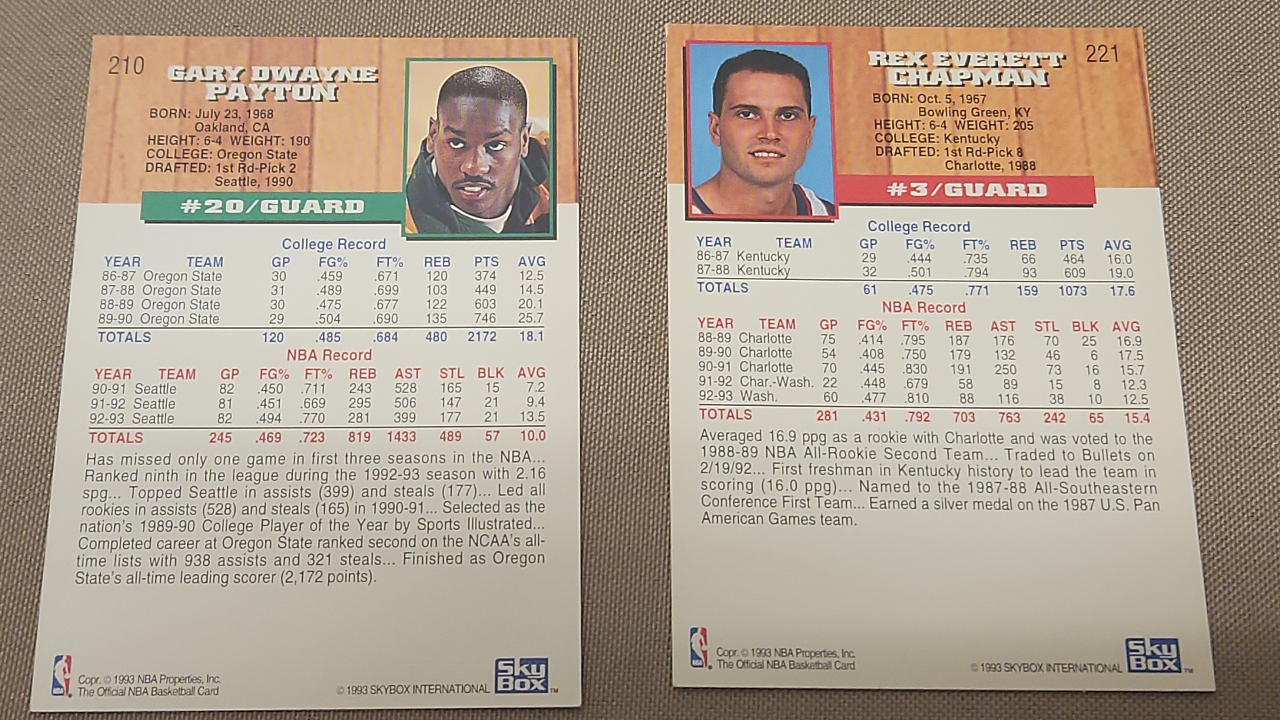 210
GARY DWAYNE
PAYTON
BORN: July 23, 1968
Oakland, CA
HEIGHT: 6-4 WEIGHT: 190
COLLEGE: Oregon State
DRAFTED: 1st Rd-Pick 2
Seattle, 1990
#20/GUARD
College Record
YEAR TEAM GP FG% FT% REB PTS AVG
86-87 Oregon State 30 .459 .671 120 374 12.5
87-88 Oregon State 31 .489 .699 103 449 14.5
88-89 Oregon State 30 .475 .677 122 603 20.1
89-90 Oregon State 29 .504 .690 135 746 25.7
TOTALS 120 .485 .684 480 2172 18.1
NBA Record
YEAR TEAM GP FG% FT% REB AST STL BLK AVG
90-91 Seattle 82 .450 .711 243 528 165 15 7.2
91-92 Seattle 81 .451 .669 295 506 147 21 9.4
92-93 Seattle 82 .494 .770 281 399 177 21 13.5
TOTALS 245 .469 .723 819 1433 489 57 10.0
Has missed only one game in first three seasons in the NBA...
Ranked ninth in the league during the 1992-93 season with 2.16
spg... Topped Seattle in assists (399) and steals (177)... Led all
rookies in assists (528) and steals (165) in 1990-91... Selected as the
nation's 1989-90 College Player of the Year by Sports Illustrated...
Completed career at Oregon State ranked second on the NCAA's all-
time lists with 938 assists and 321 steals... Finished as Oregon
State's all-time leading scorer (2,172 points).
NBA
Copr. © 1993 NBA Properties, Inc.
The Official NBA Basketball Card
© 1993 SKYBOX INTERNATIONAL
Sky
Box
TM
REX EVERETT
CHAPMAN
221
BORN: Oct. 5, 1967
Bowling Green, KY
HEIGHT: 6-4 WEIGHT: 205
COLLEGE: Kentucky
DRAFTED: 1st Rd-Pick 8
Charlotte, 1988
#3/GUARD
College Record
YEAR TEAM GP FG% FT% REB PTS AVG
86-87 Kentucky 29 .444 .735 66 464 16.0
87-88 Kentucky 32 .501 .794 93 609 19.0
TOTALS 61 .475 .771 159 1073 17.6
NBA Record
YEAR TEAM GP FG% FT% REB AST STL BLK AVG
88-89 Charlotte 75 .414 .795 187 176 70 25 16.9
89-90 Charlotte 54 .408 .750 179 132 46 6 17.5
90-91 Charlotte 70 .445 .830 191 250 73 16 15.7
91-92 Char.-Wash. 22 .448 .679 58 89 15 8 12.3
92-93 Wash. 60 .477 .810 88 116 38 10 12.5
TOTALS 281 .431 .792 703 763 242 65 15.4
Averaged 16.9 ppg as a rookie with Charlotte and was voted to the
1988-89 NBA All-Rookie Second Team... Traded to Bullets on
2/19/92... First freshman in Kentucky history to lead the team in
scoring (16.0 ppg)... Named to the 1987-88 All-Southeastern
Conference First Team... Earned a silver medal on the 1987 U.S. Pan
American Games team.
NBA
Copr. © 1993 NBA Properties, Inc.
The Official NBA Basketball Card
© 1993 SKYBOX INTERNATIONAL
Sky
Box
TM